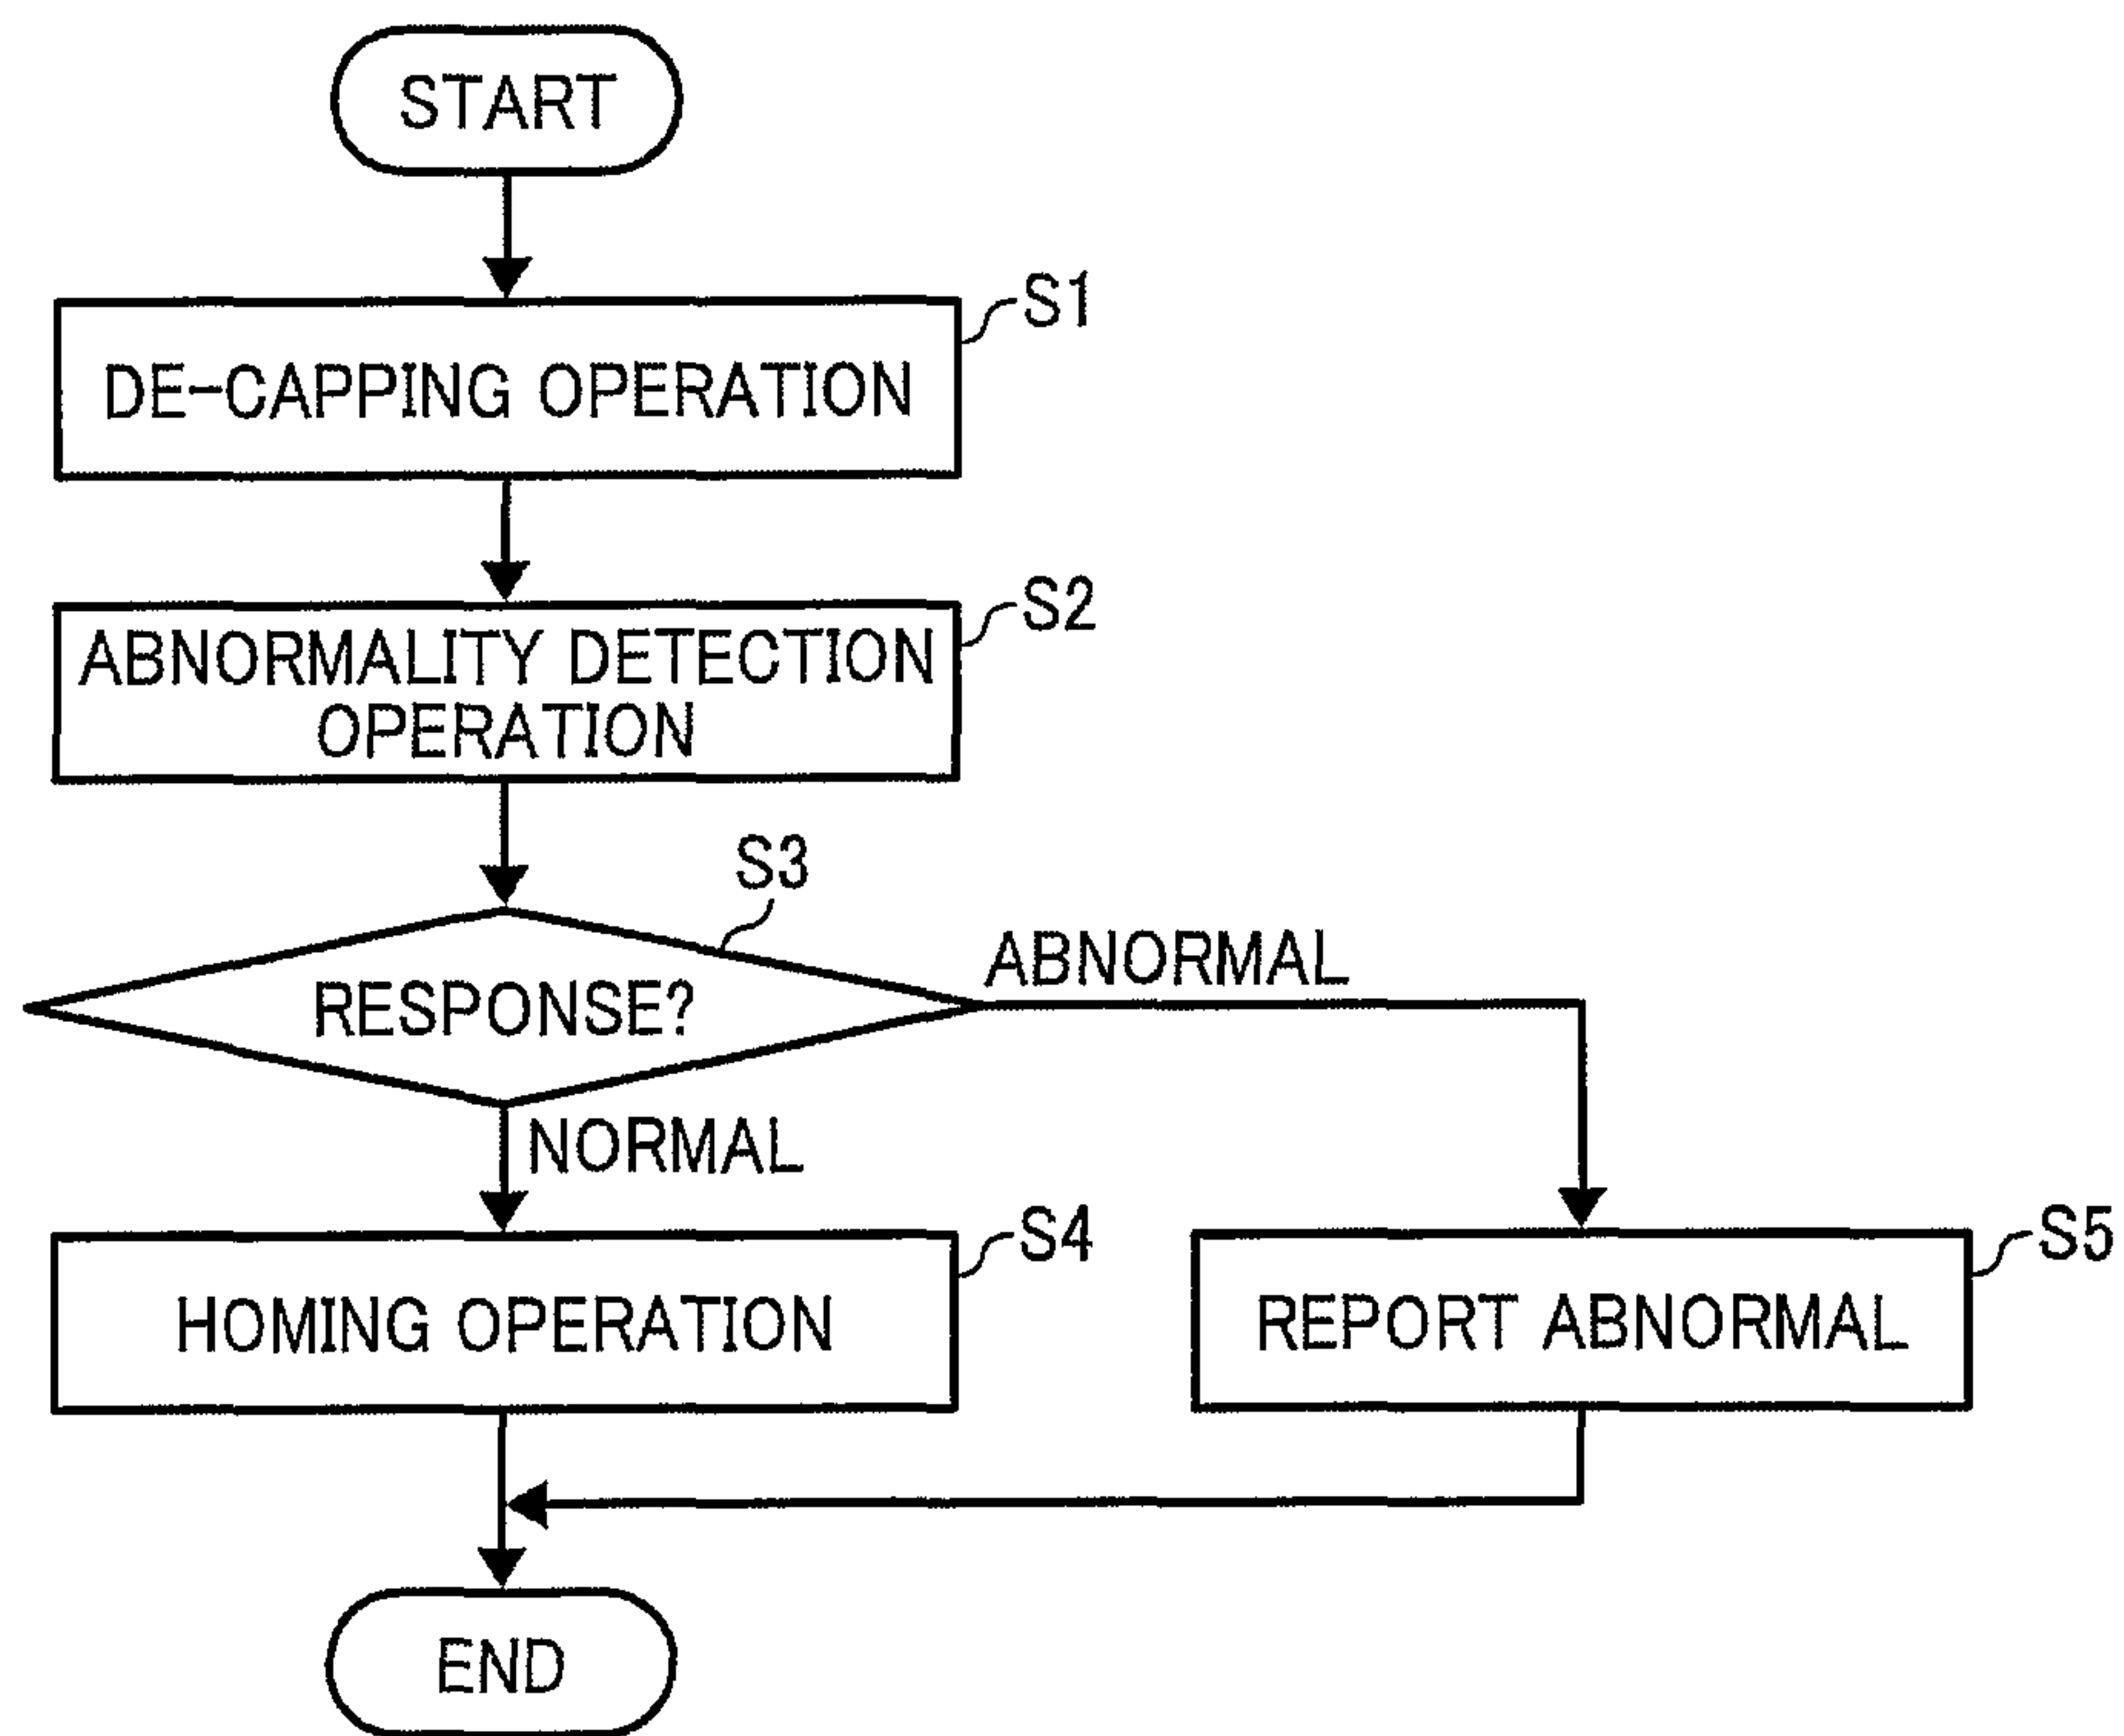 START
S1
DE-CAPPING OPERATION
S2
ABNORMALITY DETECTION
OPERATION
S3
RESPONSE?
ABNORMAL
NORMAL
S4
HOMING OPERATION
S5
REPORT ABNORMAL
END